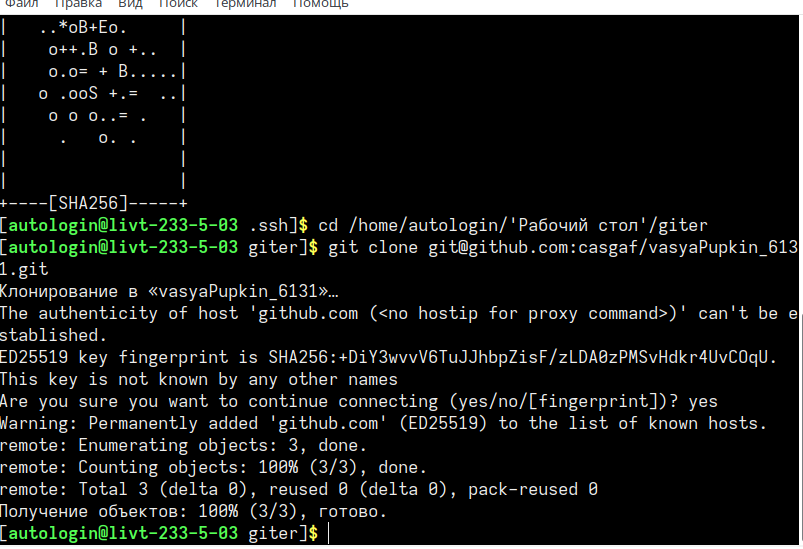 Файл Правка Вид Поиск Терминал Помощь
|   ..*oB+Eo.     |
|    o++.B o +..  |
|    o.o= + B.....|
|   o .ooS +.=  ..|
|    o o o..= .   |
|     .   o. .    |
|                 |
|                 |
+----[SHA256]-----+
[autologin@livt-233-5-03 .ssh]$ cd /home/autologin/'Рабочий стол'/giter
[autologin@livt-233-5-03 giter]$ git clone git@github.com:casgaf/vasyaPupkin_613
1.git
Клонирование в «vasyaPupkin_6131»…
The authenticity of host 'github.com (<no hostip for proxy command>)' can't be e
stablished.
ED25519 key fingerprint is SHA256:+DiY3wvvV6TuJJhbpZisF/zLDA0zPMSvHdkr4UvCOqU.
This key is not known by any other names
Are you sure you want to continue connecting (yes/no/[fingerprint])? yes
Warning: Permanently added 'github.com' (ED25519) to the list of known hosts.
remote: Enumerating objects: 3, done.
remote: Counting objects: 100% (3/3), done.
remote: Total 3 (delta 0), reused 0 (delta 0), pack-reused 0
Получение объектов: 100% (3/3), готово.
[autologin@livt-233-5-03 giter]$